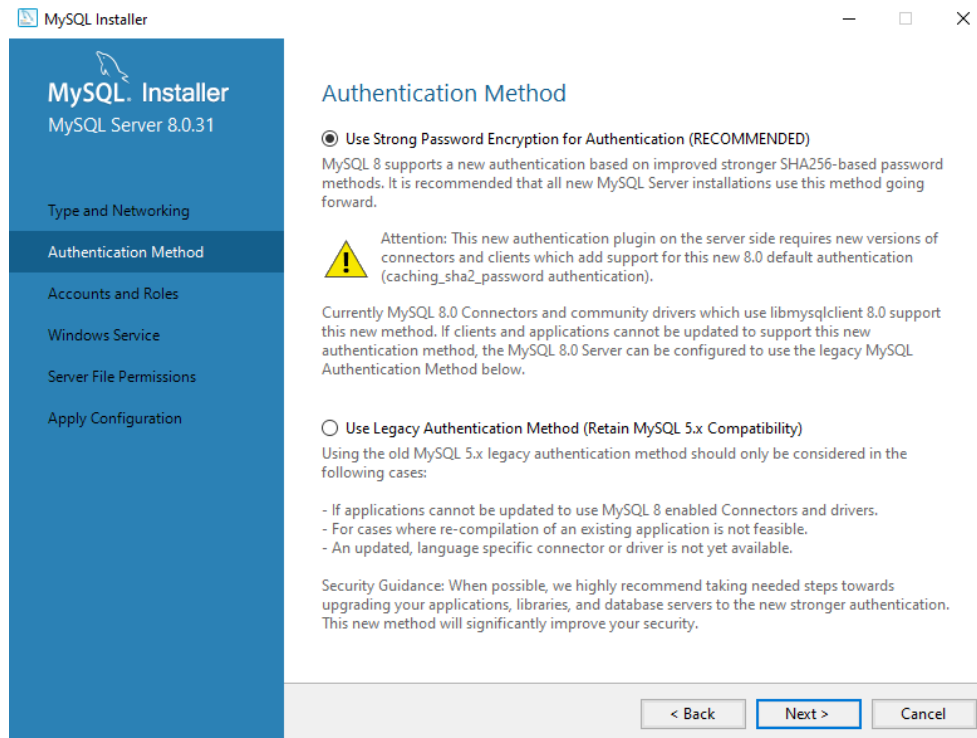 MySQL Installer
MySQL. Installer
MySQL Server 8.0.31
Type and Networking
Authentication Method
Accounts and Roles
Windows Service
Server File Permissions
Apply Configuration
Authentication Method
Use Strong Password Encryption for Authentication (RECOMMENDED)
MySQL 8 supports a new authentication based on improved stronger SHA256-based password
methods. It is recommended that all new MySQL Server installations use this method going
forward.
Attention: This new authentication plugin on the server side requires new versions of
connectors and clients which add support for this new 8.0 default authentication
(caching_sha2_password authentication).
Currently MySQL 8.0 Connectors and community drivers which use libmysqlclient 8.0 support
this new method. If clients and applications cannot be updated to support this new
authentication method, the MySQL 8.0 Server can be configured to use the legacy MySQL
Authentication Method below.
Use Legacy Authentication Method (Retain MySQL 5.x Compatibility)
Using the old MySQL 5.x legacy authentication method should only be considered in the
following cases:
- If applications cannot be updated to use MySQL 8 enabled Connectors and drivers.
- For cases where re-compilation of an existing application is not feasible.
- An updated, language specific connector or driver is not yet available.
Security Guidance: When possible, we highly recommend taking needed steps towards
upgrading your applications, libraries, and database servers to the new stronger authentication.
This new method will significantly improve your security.
< Back
Next >
Cancel